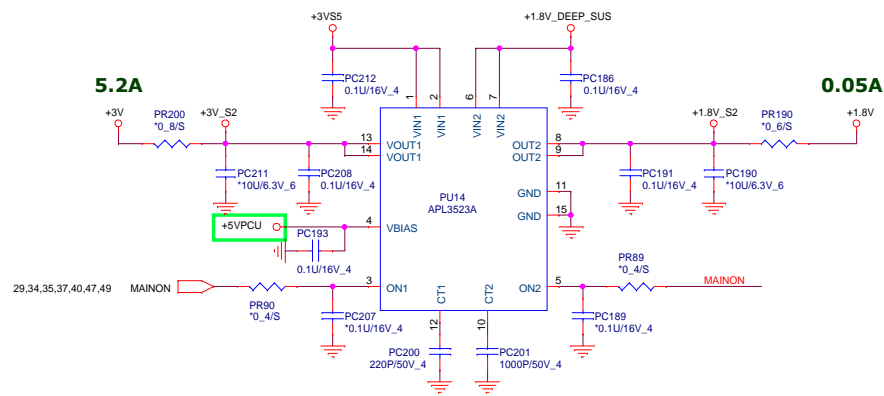 +3VS5
+1.8V_DEEP_SUS
5.2A
0.05A
PC212
0.1U/16V_4
PC186
0.1U/16V_4
+3V
PR200
*0_8/S
+3V_S2
1
2
6
7
+1.8V_S2
PR190
*0_6/S
+1.8V
VIN1
VIN1
VIN2
VIN2
13
VOUT1
14
VOUT1
8
OUT2
9
OUT2
PC211
*10U/6.3V_6
PC208
0.1U/16V_4
PC191
0.1U/16V_4
PC190
*10U/6.3V_6
PU14
APL3523A
11
GND
15
GND
+5VPCU
4
VBIAS
PC193
0.1U/16V_4
29,34,35,37,40,47,49
MAINON
3
ON1
5
ON2
PR89
*0_4/S
MAINON
PR90
*0_4/S
CT1
CT2
PC207
*0.1U/16V_4
12
10
PC189
*0.1U/16V_4
PC200
220P/50V_4
PC201
1000P/50V_4